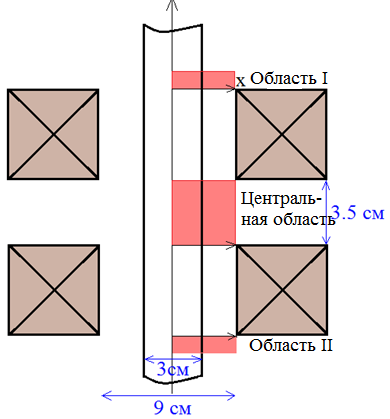 x Область I
Централь-
ная область
3.5 см
Область II
3см
9 см